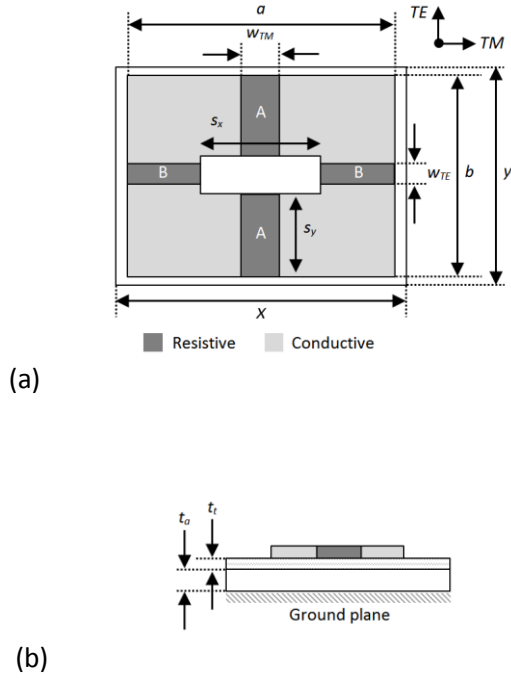 (a)
a
TE
TM
w_TM
A
s_x
B
B
w_TE
b
y
s_y
A
X
Resistive
Conductive
(b)
t_a
t_t
Ground plane